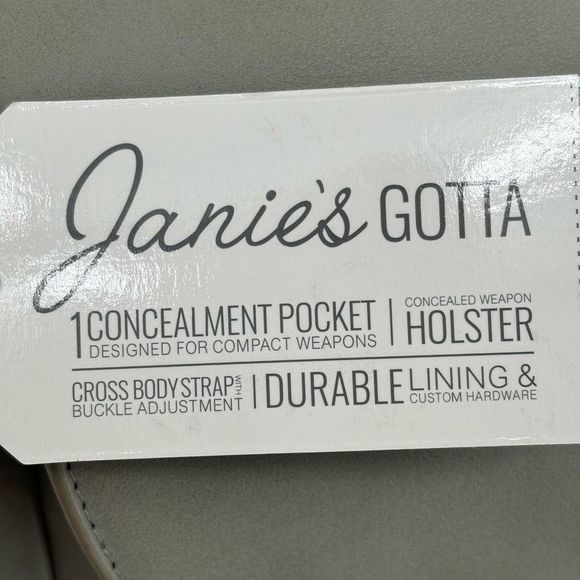 Janie's GOTTA
1 CONCEALMENT POCKET
DESIGNED FOR COMPACT WEAPONS
CONCEALED WEAPON
HOLSTER
CROSS BODY STRAP WITH
BUCKLE ADJUSTMENT
DURABLE LINING &
CUSTOM HARDWARE